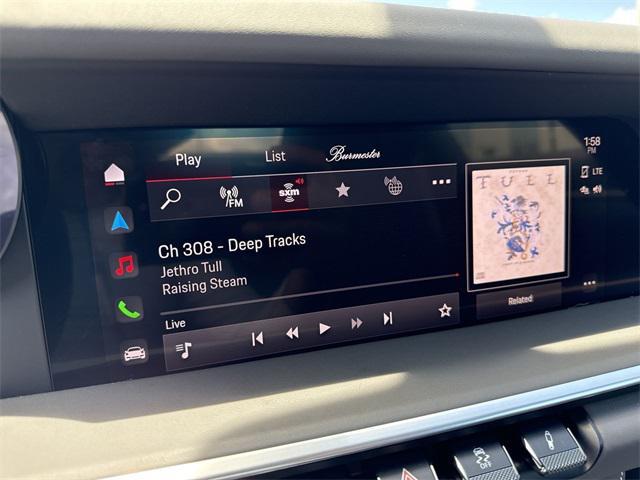 Play List Burmester
1:58
PM
LTE
FM
sxm
TULL
Ch 308 - Deep Tracks
Jethro Tull
Raising Steam
Related
Live
OFF